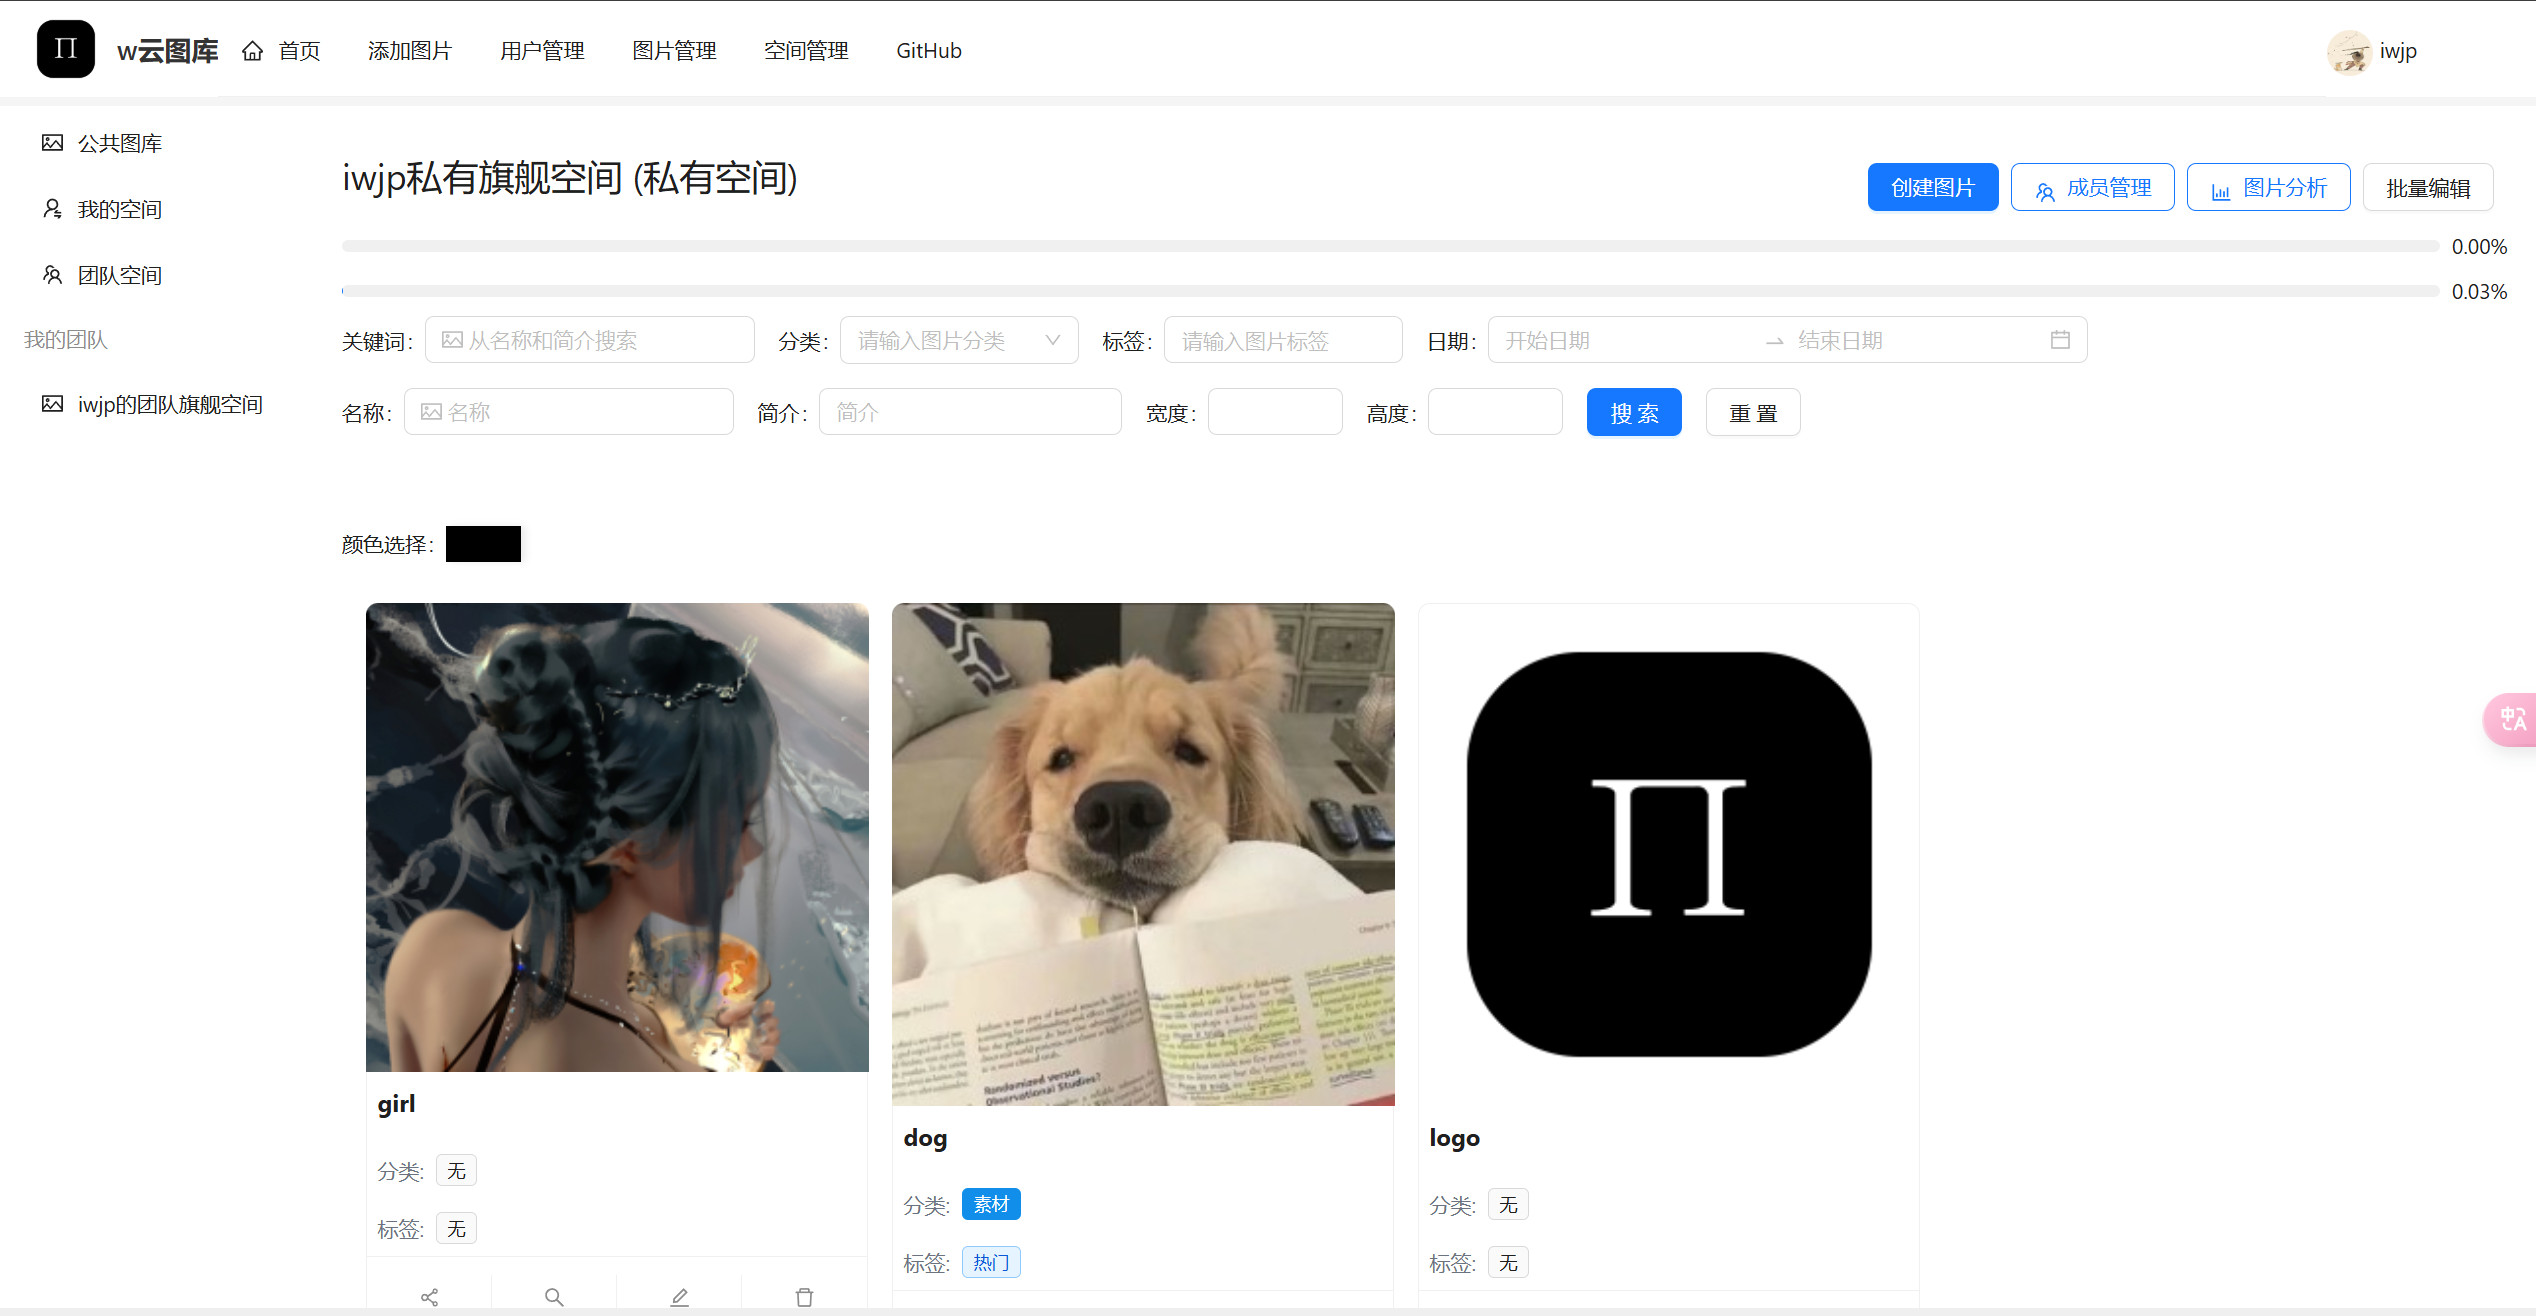 Π w云图库 首页 添加图片 用户管理 图片管理 空间管理 GitHub iwjp
公共图库
我的空间
团队空间
我的团队
iwjp的团队旗舰空间
iwjp私有旗舰空间 (私有空间)
创建图片 成员管理 图片分析 批量编辑
0.00%
0.03%
关键词: 从名称和简介搜索 分类: 请输入图片分类 标签: 请输入图片标签 日期: 开始日期 结束日期
名称: 名称 简介: 简介 宽度: 高度: 搜 索 重 置
颜色选择:
Randomized versus
Observational Studies?
Π
中A
girl
分类: 无
标签: 无
dog
分类: 素材
标签: 热门
logo
分类: 无
标签: 无